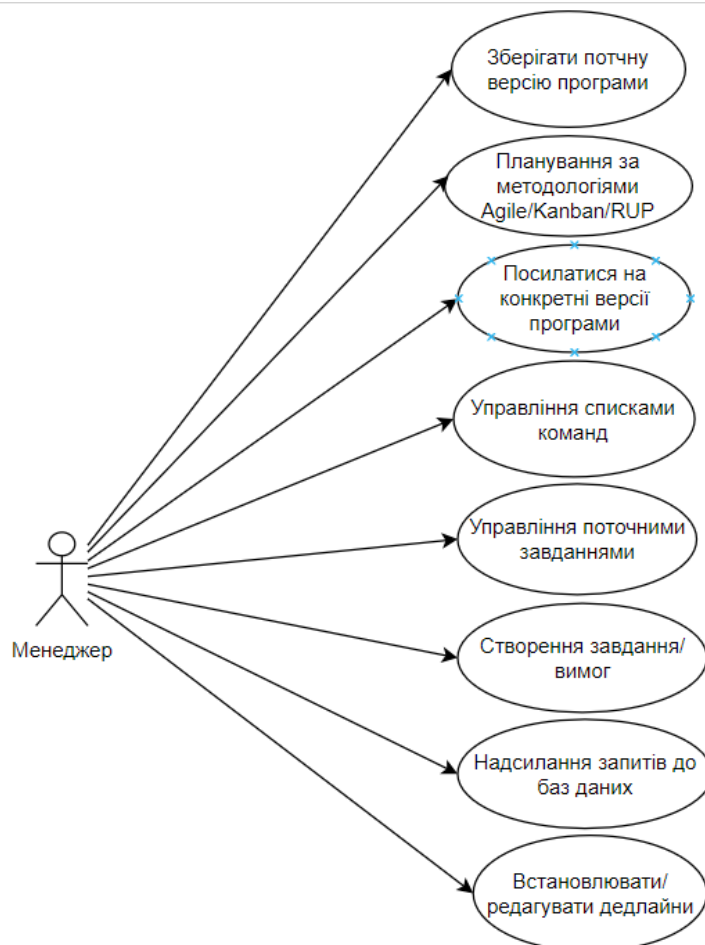 Зберігати потчну
версію програми
Планування за
методологіями
Agile/Kanban/RUP
Посилатися на
конкретні версії
програми
Управління списками
команд
Управління поточними
завданнями
Менеджер
Створення завдання/
вимог
Надсилання запитів до
баз даних
Встановлювати/
редагувати дедлайни